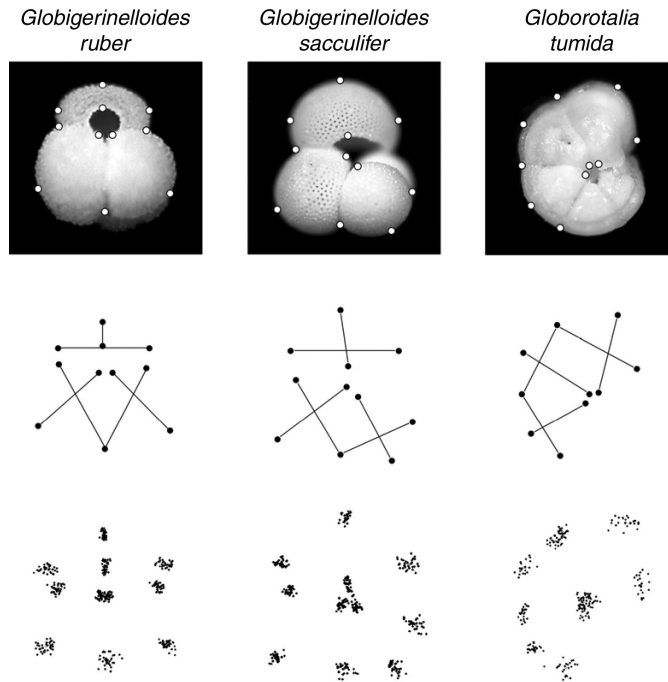 Globigerinelloides
ruber
Globigerinelloides
sacculifer
Globorotalia
tumida